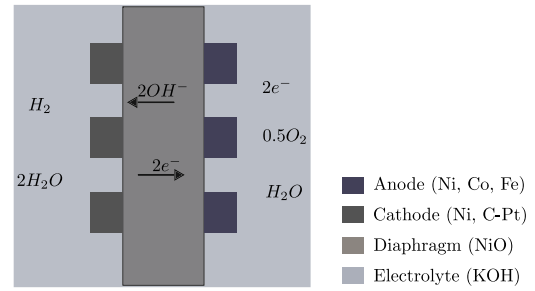 2OH⁻
2e⁻
H₂
0.5O₂
2e⁻
2H₂O
H₂O
Anode (Ni, Co, Fe)
Cathode (Ni, C-Pt)
Diaphragm (NiO)
Electrolyte (KOH)